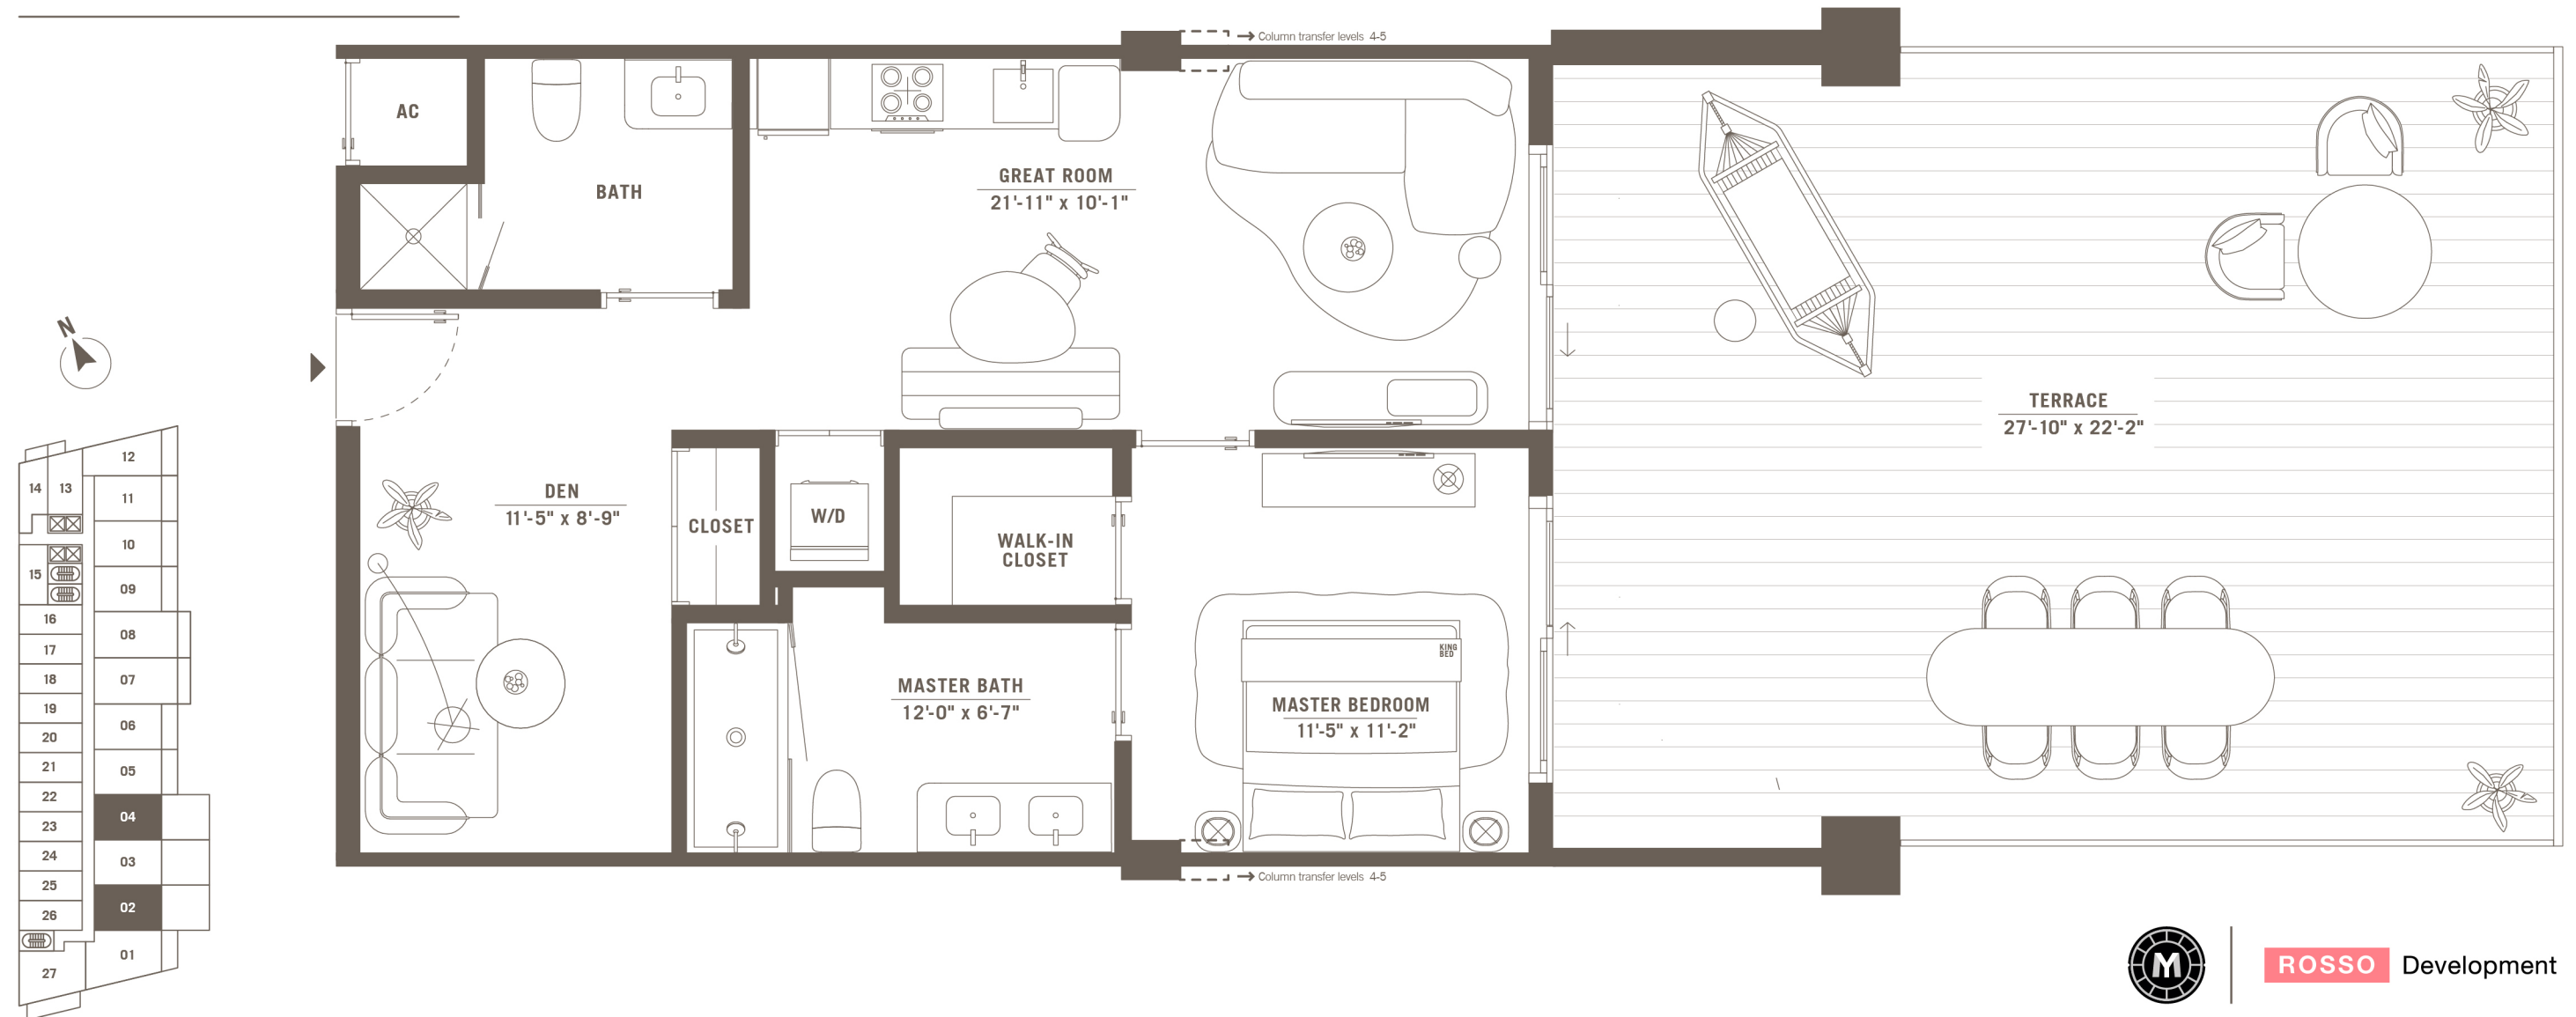 → Column transfer levels 4-5
AC
BATH
GREAT ROOM
21'-11" x 10'-1"
N
TERRACE
27'-10" x 22'-2"
DEN
11'-5" x 8'-9"
CLOSET
W/D
WALK-IN
CLOSET
KING
BED
MASTER BATH
12'-0" x 6'-7"
MASTER BEDROOM
11'-5" x 11'-2"
→ Column transfer levels 4-5
12
14 13
11
10
15
09
16
08
17
18
07
19
06
20
21
05
22
04
23
24
03
25
02
26
01
27
M
ROSSO Development